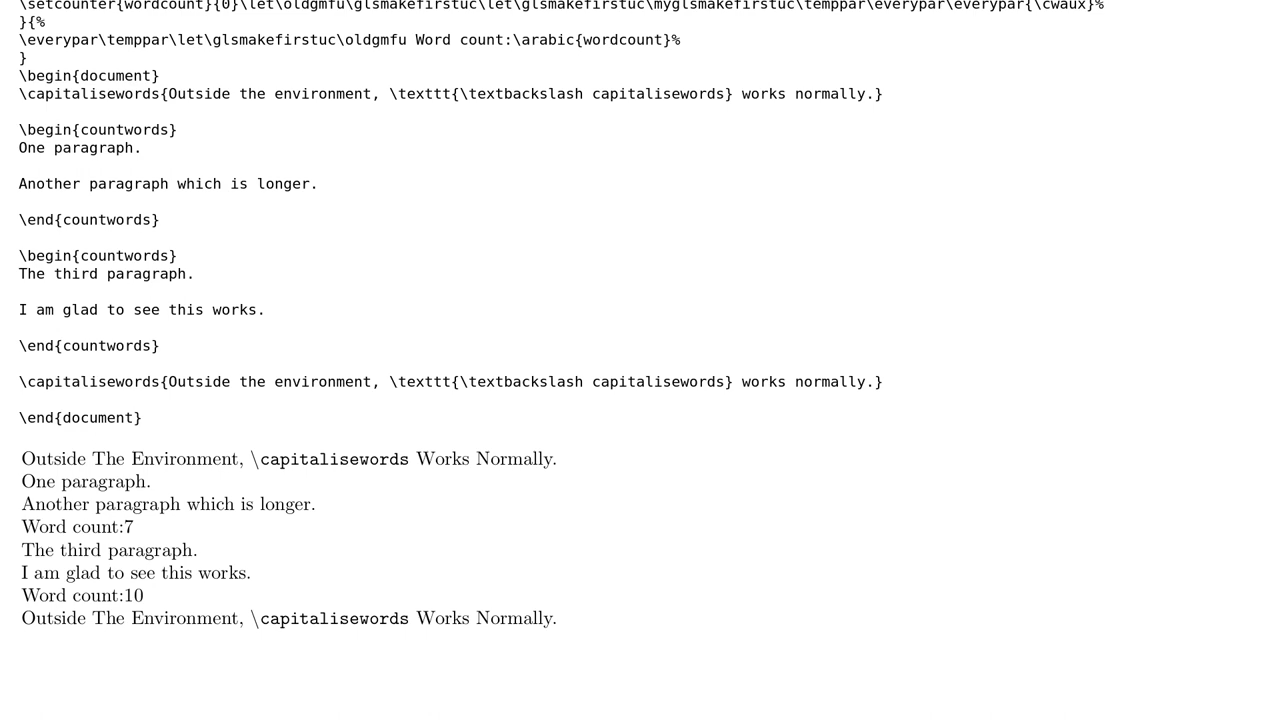 \setcounter{wordcount}{0}\let\oldgmfu\glsmakefirstuc\let\glsmakefirstuc\myglsmakefirstuc\temppar\everypar\everypar{\cwaux}%
}{%
\everypar\temppar\let\glsmakefirstuc\oldgmfu Word count:\arabic{wordcount}%
}
\begin{document}
\capitalisewords{Outside the environment, \texttt{\textbackslash capitalisewords} works normally.}
\begin{countwords}
One paragraph.
Another paragraph which is longer.
\end{countwords}
\begin{countwords}
The third paragraph.
I am glad to see this works.
\end{countwords}
\capitalisewords{Outside the environment, \texttt{\textbackslash capitalisewords} works normally.}
\end{document}
Outside The Environment, \capitalisewords Works Normally.
One paragraph.
Another paragraph which is longer.
Word count:7
The third paragraph.
I am glad to see this works.
Word count:10
Outside The Environment, \capitalisewords Works Normally.